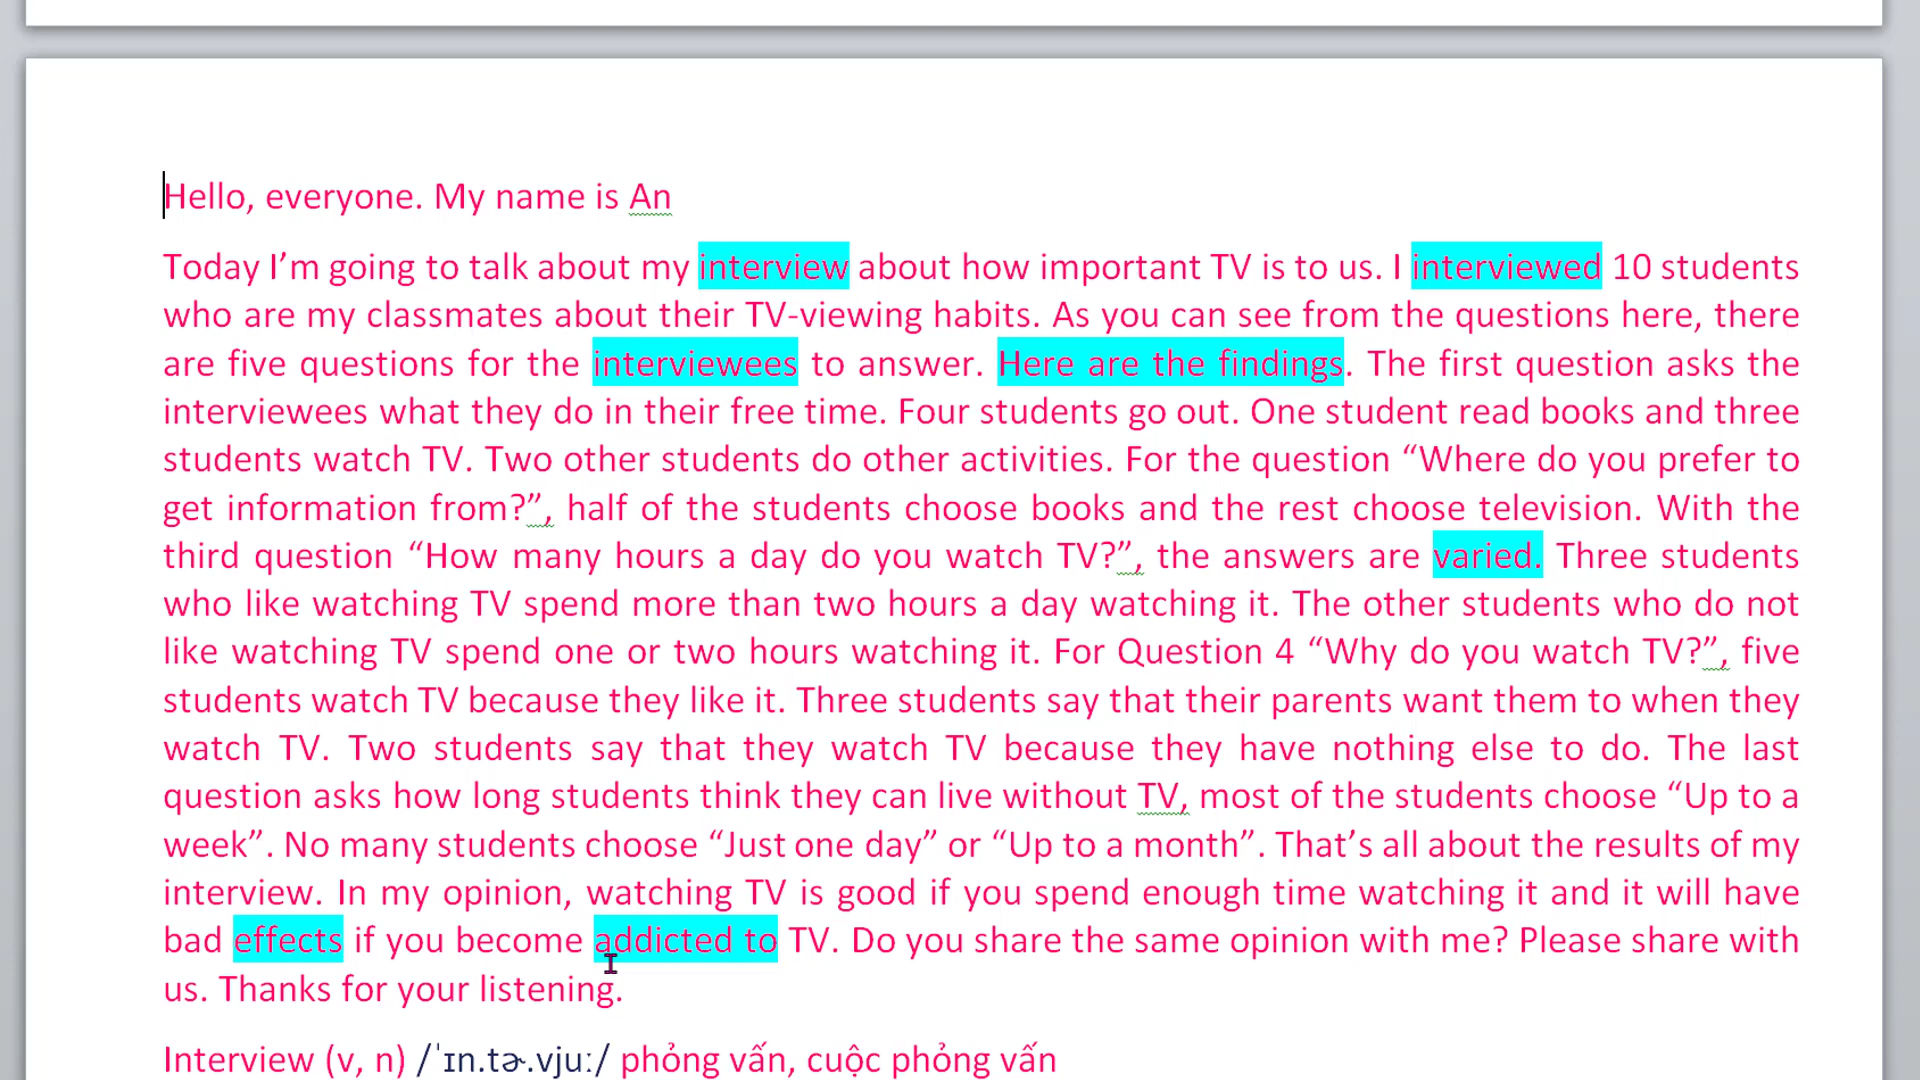 Hello, everyone. My name is An
Today I’m going to talk about my interview about how important TV is to us. I interviewed 10 students
who are my classmates about their TV-viewing habits. As you can see from the questions here, there
are five questions for the interviewees to answer. Here are the findings. The first question asks the
interviewees what they do in their free time. Four students go out. One student read books and three
students watch TV. Two other students do other activities. For the question “Where do you prefer to
get information from?”, half of the students choose books and the rest choose television. With the
third question “How many hours a day do you watch TV?”, the answers are varied. Three students
who like watching TV spend more than two hours a day watching it. The other students who do not
like watching TV spend one or two hours watching it. For Question 4 “Why do you watch TV?”, five
students watch TV because they like it. Three students say that their parents want them to when they
watch TV. Two students say that they watch TV because they have nothing else to do. The last
question asks how long students think they can live without TV, most of the students choose “Up to a
week”. No many students choose “Just one day” or “Up to a month”. That’s all about the results of my
interview. In my opinion, watching TV is good if you spend enough time watching it and it will have
bad effects if you become addicted to TV. Do you share the same opinion with me? Please share with
us. Thanks for your listening.
Interview (v, n) /ˈɪn.tɚ.vjuː/ phỏng vấn, cuộc phỏng vấn